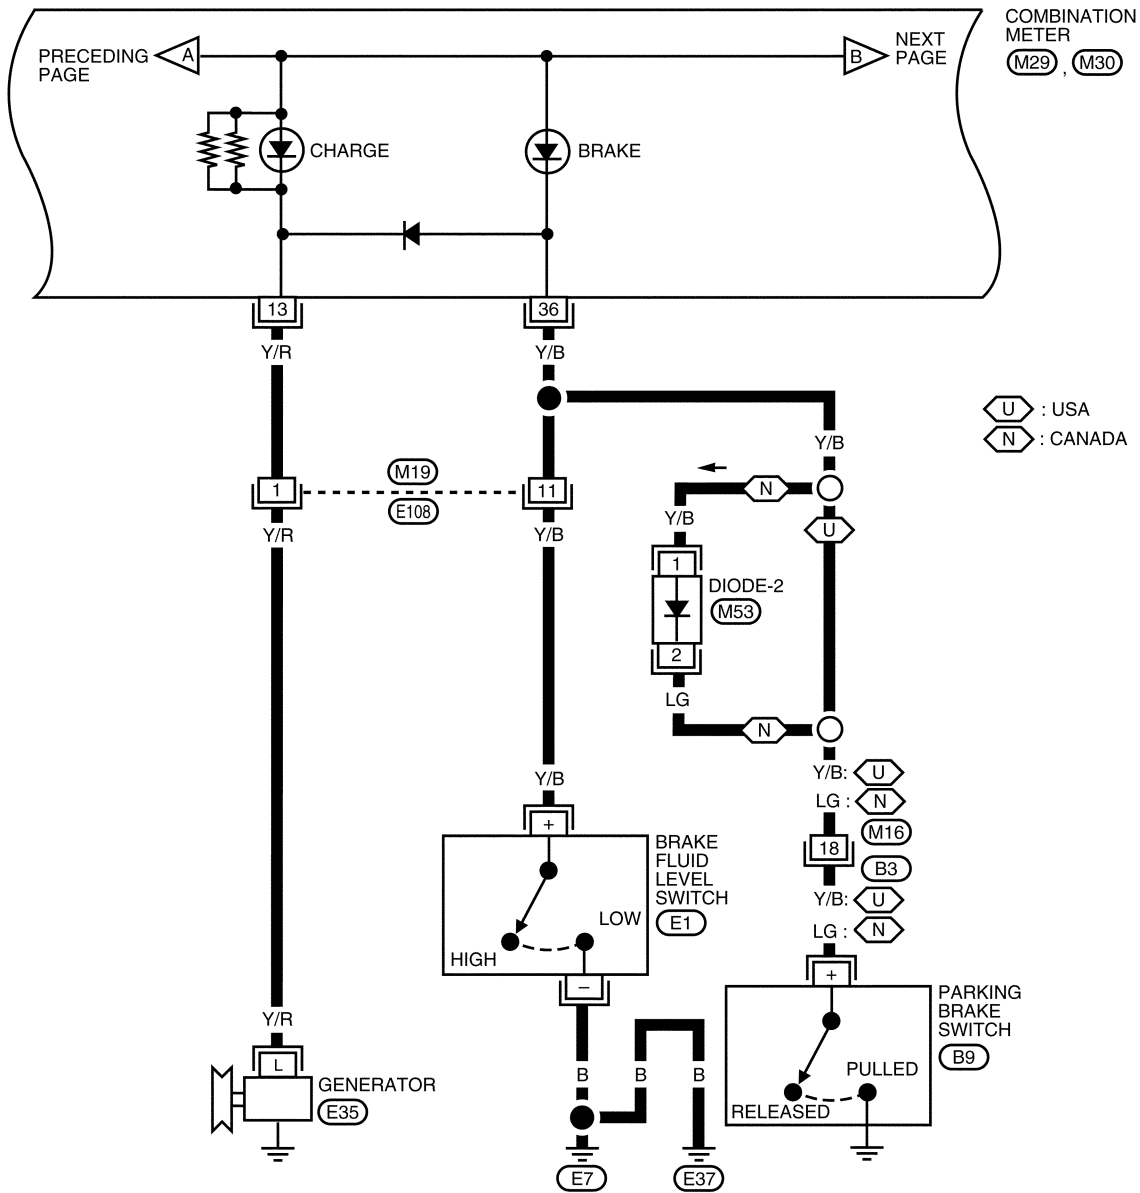 PRECEDING
PAGE
A
B
NEXT
PAGE
COMBINATION
METER
M29 , M30
CHARGE
BRAKE
13
36
Y/R
Y/B
U : USA
N : CANADA
Y/B
M19
N
1
11
E108
Y/B
U
Y/R
Y/B
1
DIODE-2
M53
2
LG
N
Y/B
Y/B: U
LG : N
M16
+
18
BRAKE
FLUID
LEVEL
SWITCH
E1
B3
Y/B: U
LOW
LG : N
HIGH
–
+
PARKING
BRAKE
SWITCH
B9
Y/R
L
GENERATOR
E35
B
B
B
PULLED
RELEASED
E7
E37